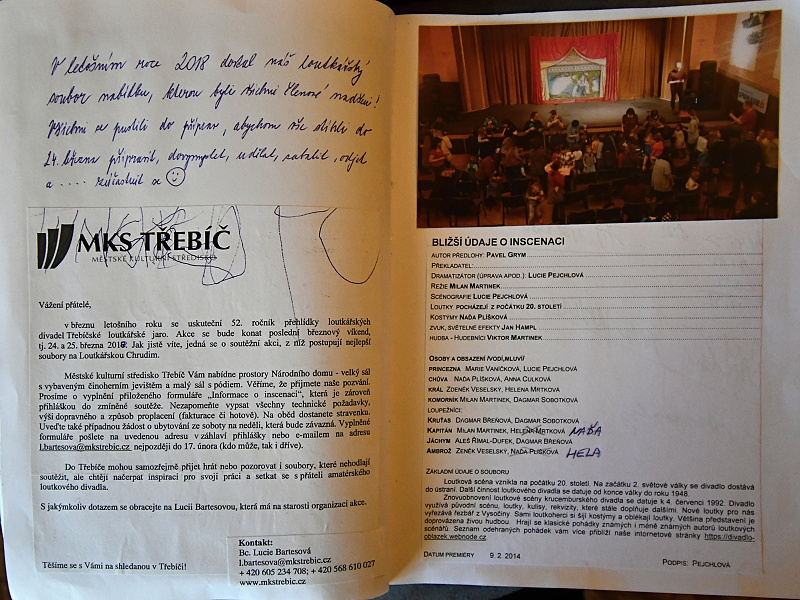 V letošním roce 2018 dostal náš loutkářský
soubor nabídku, kterou byli všichni členové nadšeni!
Všichni se pustili do příprav, abychom vše stihli do
24. března připravit, dovymyslet, udělat, zabalit, odjet
a .... zúčastnit se
MKS TŘEBÍČ
MĚSTSKÉ KULTURNÍ STŘEDISKO
Vážení přátelé,
v březnu letošního roku se uskuteční 52. ročník přehlídky loutkářských
divadel Třebíčské loutkářské jaro. Akce se bude konat poslední březnový víkend,
tj. 24. a 25. března 2018. Jak jistě víte, jedná se o soutěžní akci, z níž postupují nejlepší
soubory na Loutkářskou Chrudim.
Městské kulturní středisko Třebíč Vám nabídne prostory Národního domu - velký sál
s vybaveným činoherním jevištěm a malý sál s pódiem. Věříme, že přijmete naše pozvání.
Prosíme o vyplnění přiloženého formuláře „Informace o inscenaci", která je zároveň
přihláškou do zmíněné soutěže. Nezapomeňte vypsat všechny technické požadavky,
výši dopravného a způsob proplacení (fakturace či hotově). Na oběd dostanete stravenku.
Uveďte také případnou žádost o ubytování ze soboty na neděli, která bude závazná. Vyplněné
formuláře pošlete na uvedenou adresu v záhlaví přihlášky nebo e-mailem na adresu
l.bartesova@mkstrebic.cz nejpozději do 17. února (kdo může, tak i dříve).
Do Třebíče mohou samozřejmě přijet hrát nebo pozorovat i soubory, které nehodlají
soutěžit, ale chtějí načerpat inspiraci pro svoji práci a setkat se s přáteli amatérského
loutkového divadla.
S jakýmkoliv dotazem se obracejte na Lucii Bartesovou, která má na starosti organizaci akce.
Těšíme se s Vámi na shledanou v Třebíči!
Kontakt:
Bc. Lucie Bartesová
l.bartesova@mkstrebic.cz
+ 420 605 234 708; + 420 568 610 027
www.mkstrebic.cz
BLIŽŠÍ ÚDAJE O INSCENACI
AUTOR PŘEDLOHY: PAVEL GRYM
PŘEKLADATEL:
DRAMATIZÁTOR (ÚPRAVA APOD.): LUCIE PEJCHLOVÁ
REŽIE MILAN MARTINEK
SCÉNOGRAFIE LUCIE PEJCHLOVÁ
LOUTKY POCHÁZEJÍ Z POČÁTKU 20. STOLETÍ
KOSTÝMY NAĎA PLÍŠKOVÁ
ZVUK, SVĚTELNÉ EFEKTY JAN HAMPL
HUDBA - HUDEBNÍCI VIKTOR MARTINEK
OSOBY A OBSAZENÍ (VODÍ,MLUVÍ)
PRINCEZNA MARIE VANÍČKOVÁ, LUCIE PEJCHLOVÁ
CHŮVA NAĎA PLÍŠKOVÁ, ANNA CULKOVÁ
KRÁL ZDENĚK VESELSKÝ, HELENA MRTKOVÁ
KOMORNÍK MILAN MARTINEK, DAGMAR SOBOTKOVÁ
LOUPEŽNÍCI:
KRUTAS DAGMAR BŘEŇOVÁ, DAGMAR SOBOTKOVÁ
KAPITÁN MILAN MARTINEK, HELENA MRTKOVÁ NAĎA
JÁCHYM ALEŠ ŘÍMAL-DUFEK, DAGMAR BŘEŇOVÁ
AMBROŽ ZENĚK VESELSKÝ, NAĎA PLÍŠKOVÁ HELA
ZÁKLADNÍ ÚDAJE O SOUBORU
Loutková scéna vznikla na počátku 20. století. Na začátku 2. světové války se divadlo dostává
do ústraní. Další činnost loutkového divadla se datuje od konce války do roku 1948.
Znovuobnovení loutkové scény krucemburského divadla se datuje k 4. červenci 1992. Divadlo
využívá původní scénu, loutky, kulisy, rekvizity, které stále doplňuje dalšími. Nové loutky pro nás
vyřezává řezbář z Vysočiny. Sami loutkoherci si šijí kostýmy a oblékají loutky. Většina představení je
doprovázena živou hudbou. Hrají se klasické pohádky známých i méně známých autorů loutkových
scénářů. Seznam odehraných pohádek vám více přiblíží naše internetové stránky https://divadlo-
oblazek.webnode.cz.
DATUM PREMIÉRY 9. 2. 2014
PODPIS: PEJCHLOVÁ